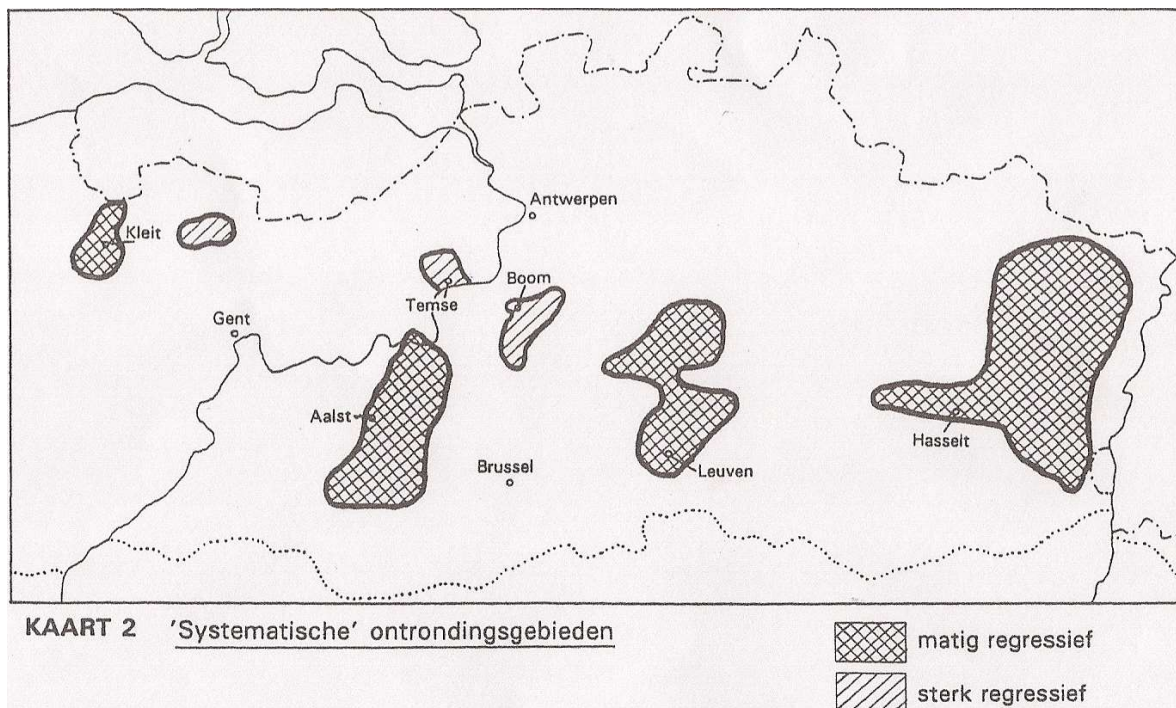 Antwerpen
Kleit
Boom
Temse
Gent
Aalst
Hasselt
Brussel
Leuven
KAART 2 'Systematische' ontrondingsgebieden
matig regressief
sterk regressief